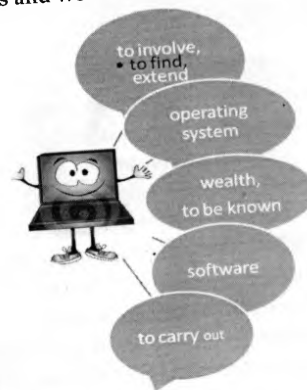 to involve,
• to find,
extend
operating
system
wealth,
to be known
software
to carry out